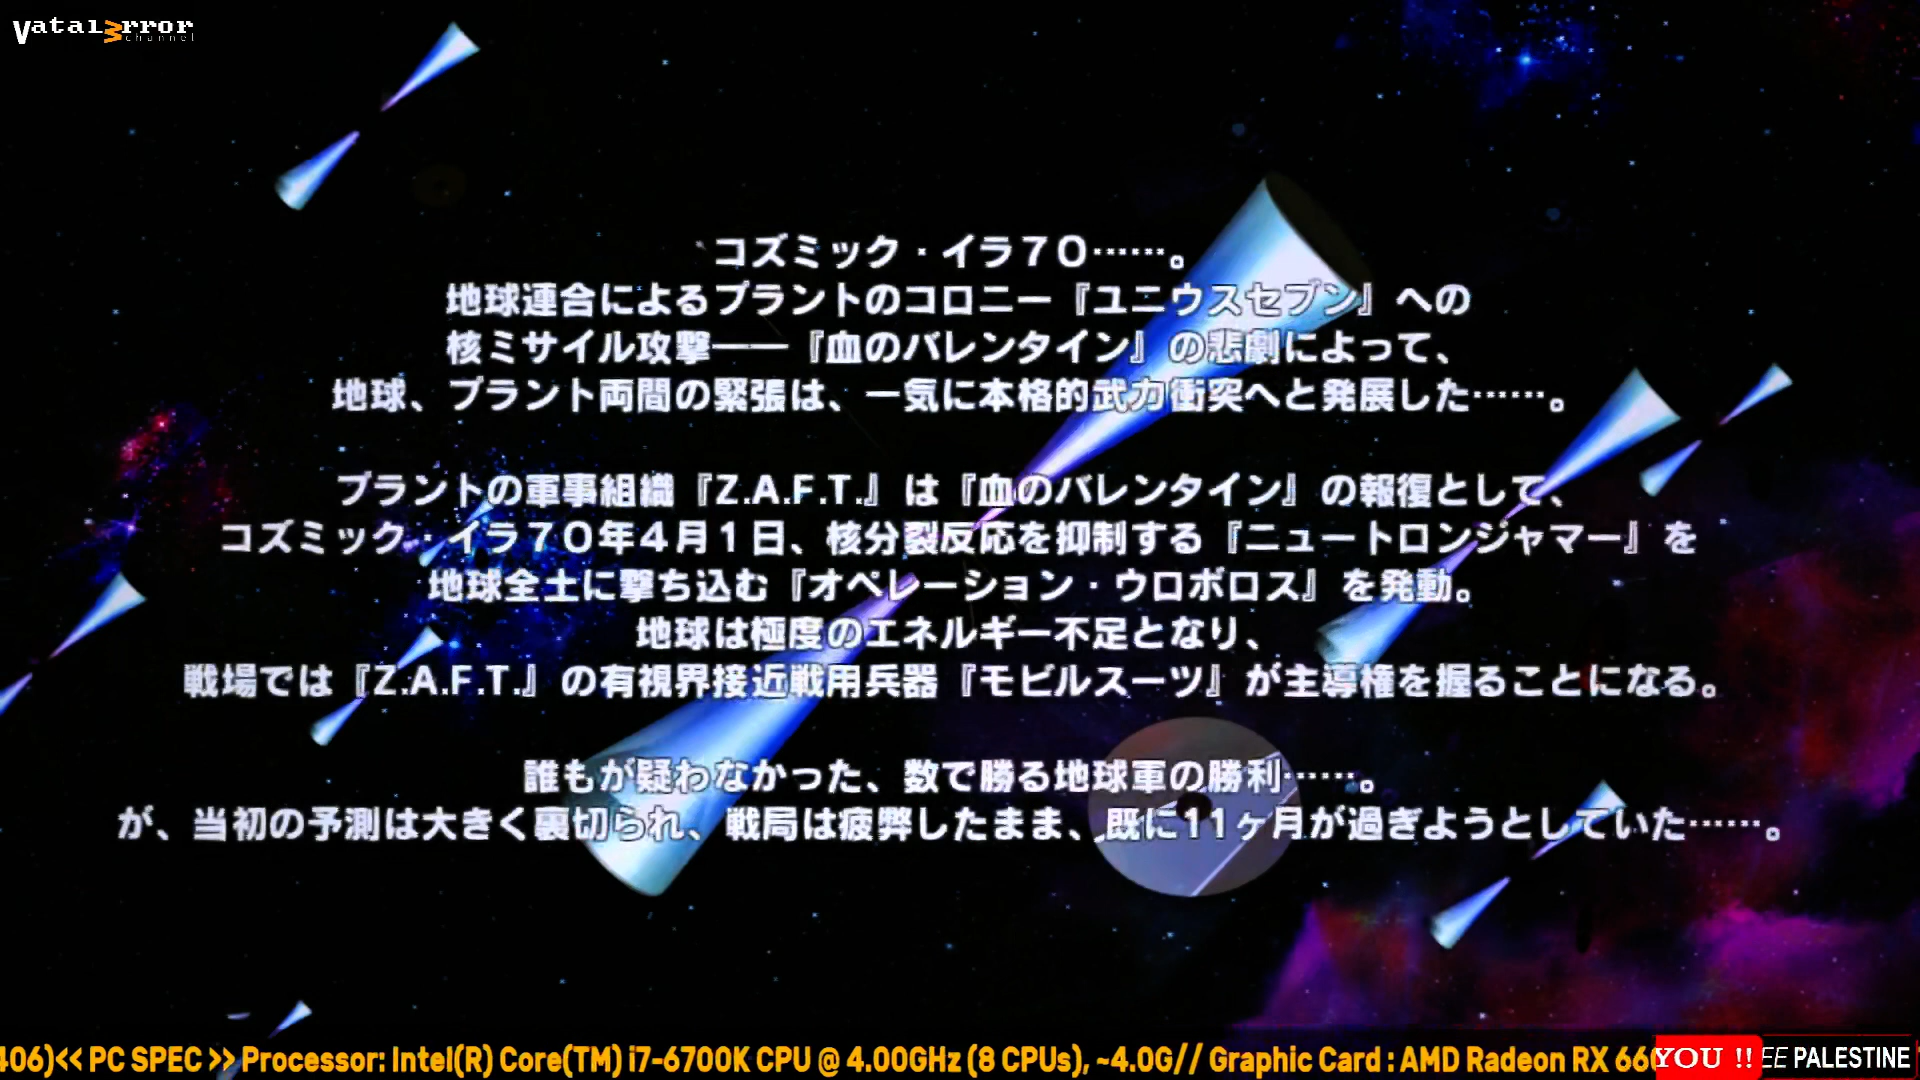 Vatal3rror
channel
コズミック・イラ７０……。
地球連合によるプラントのコロニー『ユニウスセブン』への
核ミサイル攻撃――『血のバレンタイン』の悲劇によって、
地球、プラント両間の緊張は、一気に本格的武力衝突へと発展した……。
プラントの軍事組織『Z.A.F.T.』は『血のバレンタイン』の報復として、
コズミック・イラ７０年４月１日、核分裂反応を抑制する『ニュートロンジャマー』を
地球全土に撃ち込む『オペレーション・ウロボロス』を発動。
地球は極度のエネルギー不足となり、
戦場では『Z.A.F.T.』の有視界接近戦用兵器『モビルスーツ』が主導権を握ることになる。
誰もが疑わなかった、数で勝る地球軍の勝利……。
が、当初の予測は大きく裏切られ、戦局は疲弊したまま、既に11ヶ月が過ぎようとしていた……。
406)<< PC SPEC >> Processor: Intel(R) Core(TM) i7-6700K CPU @ 4.00GHz (8 CPUs), ~4.0G// Graphic Card : AMD Radeon RX 66 YOU !! EE PALESTINE